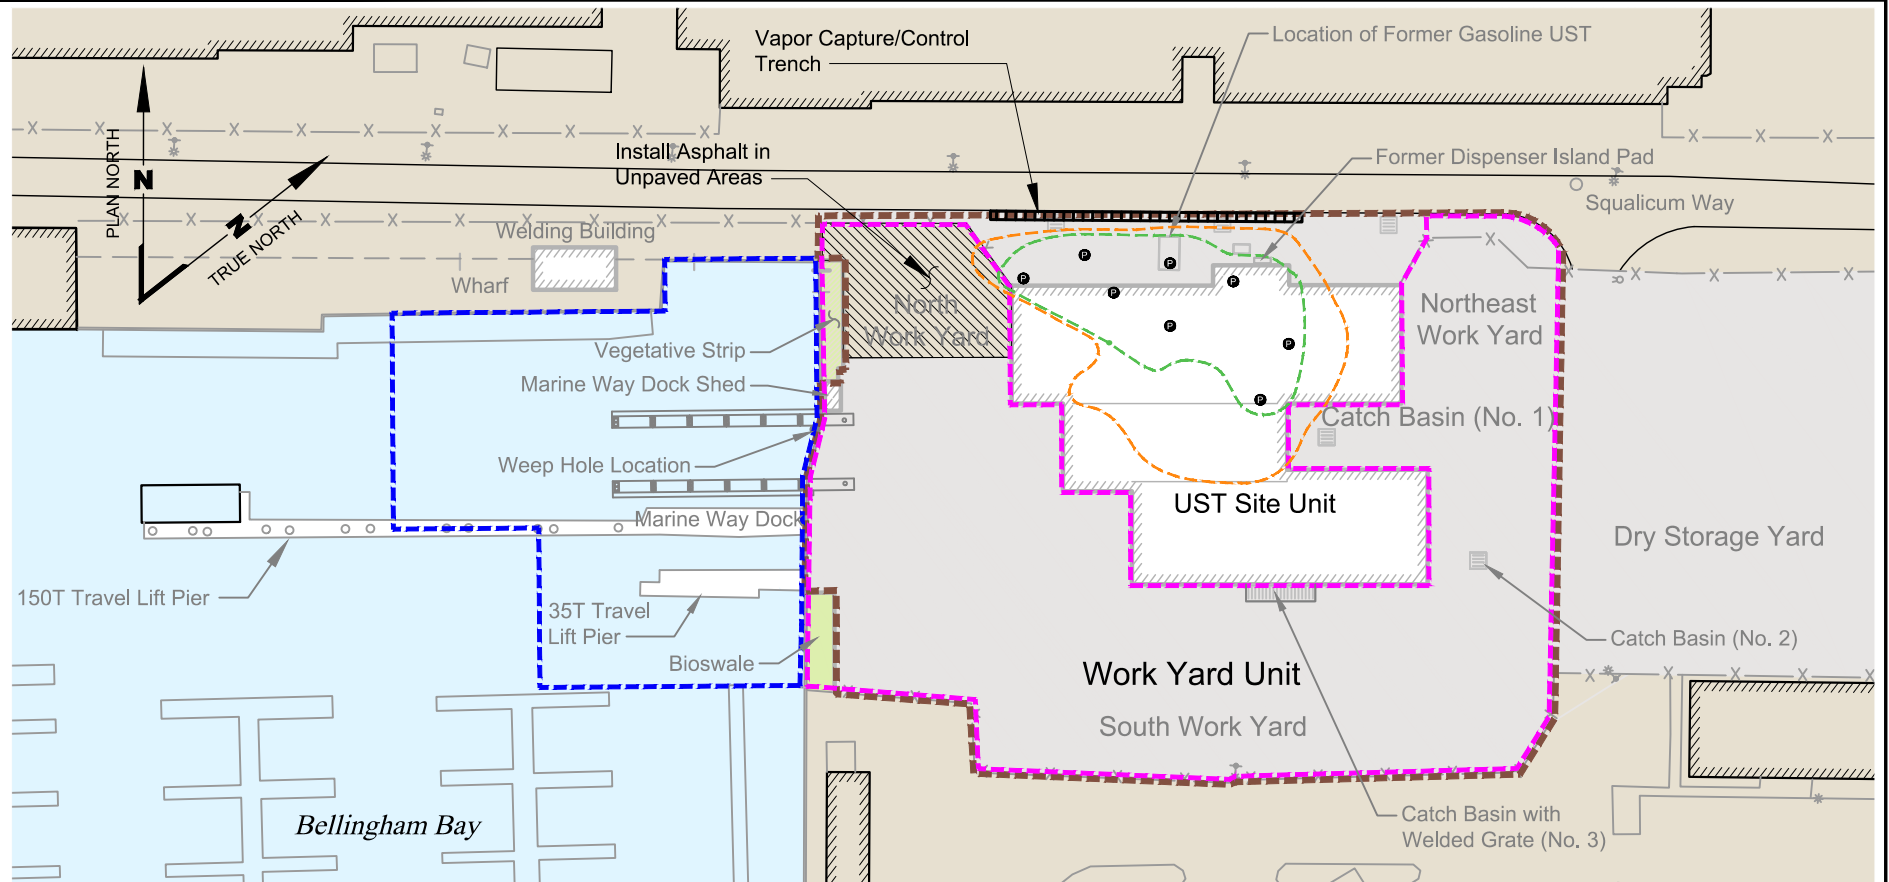 Vapor Capture/Control
Trench
Location of Former Gasoline UST
PLAN NORTH
N
N
TRUE NORTH
Install Asphalt in
Unpaved Areas
Former Dispenser Island Pad
Squalicum Way
Welding Building
Wharf
North
Work Yard
Northeast
Work Yard
Vegetative Strip
Marine Way Dock Shed
Catch Basin (No. 1)
Weep Hole Location
UST Site Unit
Marine Way Dock
Dry Storage Yard
150T Travel Lift Pier
35T Travel
Lift Pier
Bioswale
Catch Basin (No. 2)
Work Yard Unit
South Work Yard
Catch Basin with
Welded Grate (No. 3)
Bellingham Bay
P
P
P
P
P
P
P
P